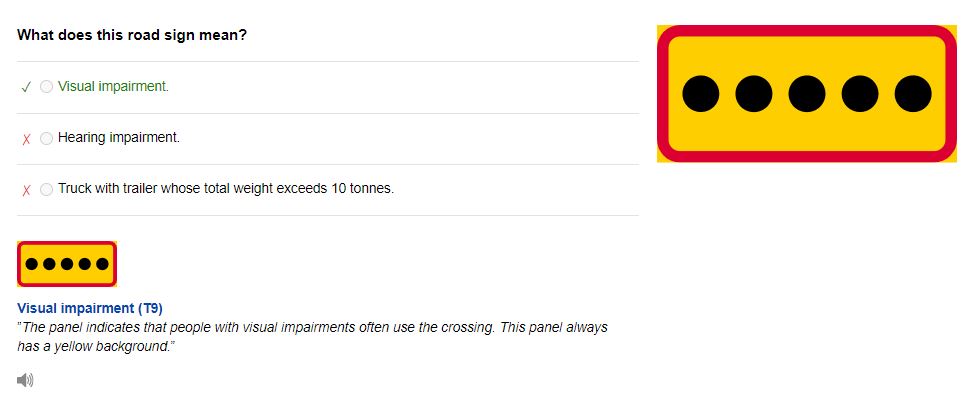 What does this road sign mean?
✓ Visual impairment.
✗ Hearing impairment.
✗ Truck with trailer whose total weight exceeds 10 tonnes.
Visual impairment (T9)
"The panel indicates that people with visual impairments often use the crossing. This panel always
has a yellow background."